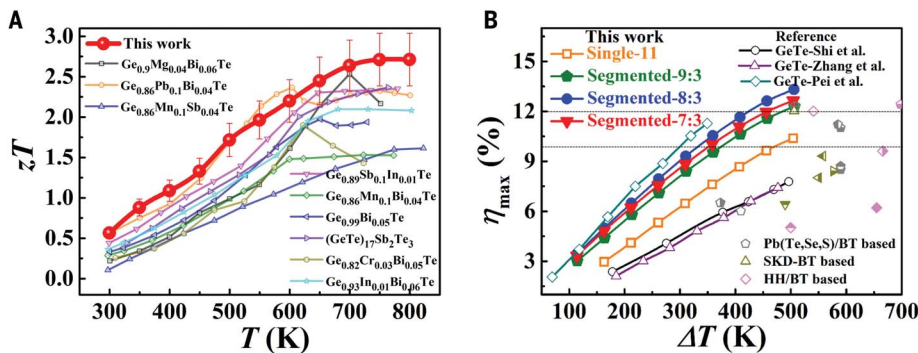 A
This work
Ge0.9Mg0.04Bi0.06Te
Ge0.86Pb0.1Bi0.04Te
Ge0.86Mn0.1Sb0.04Te
Ge0.89Sb0.1In0.01Te
Ge0.86Mn0.1Bi0.04Te
Ge0.99Bi0.05Te
(GeTe)17Sb2Te3
Ge0.82Cr0.03Bi0.05Te
Ge0.93In0.01Bi0.06Te
3.0
2.5
2.0
1.5
1.0
0.5
0.0
zT
300 400 500 600 700 800
T (K)
B
This work
Single-11
Segmented-9:3
Segmented-8:3
Segmented-7:3
Reference
GeTe-Shi et al.
GeTe-Zhang et al.
GeTe-Pei et al.
Pb(Te,Se,S)/BT based
SKD-BT based
HH/BT based
15
12
9
6
3
ηmax (%)
100 200 300 400 500 600 700
ΔT (K)